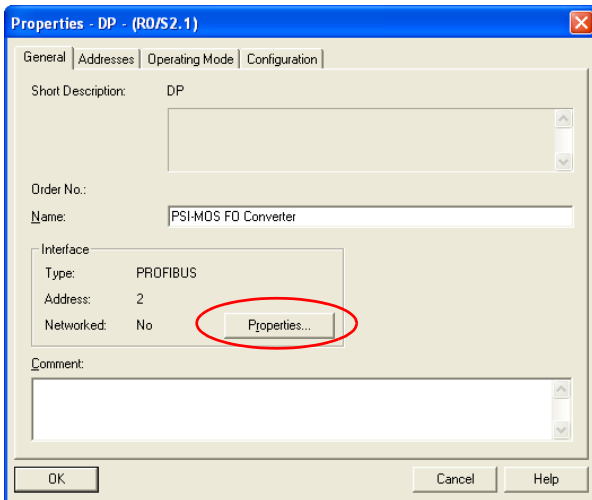 Properties - DP - (R0/S2.1)
General Addresses Operating Mode Configuration
Short Description: DP
Order No.:
Name: PSI-MOS FO Converter
Interface
Type: PROFIBUS
Address: 2
Networked: No Properties...
Comment:
OK Cancel Help